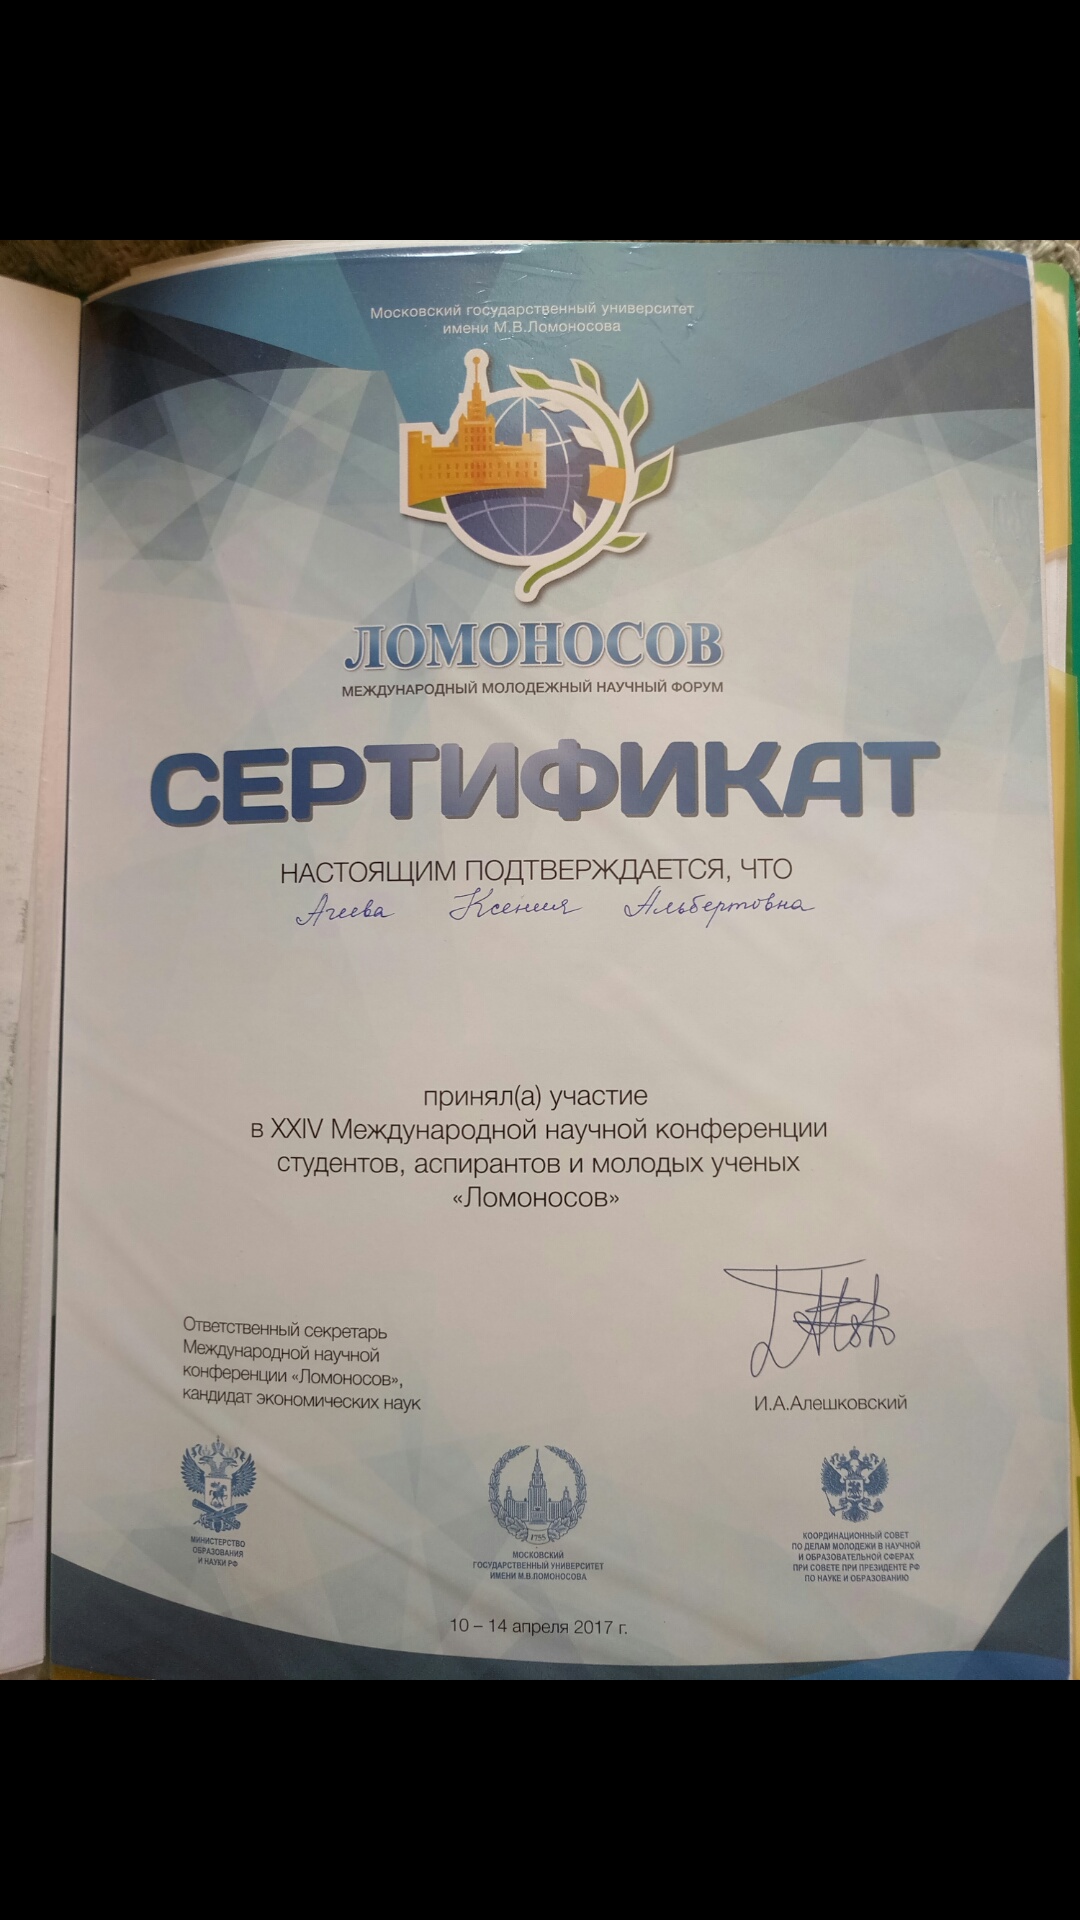 Московский государственный университет
имени М.В.Ломоносова
ЛОМОНОСОВ
МЕЖДУНАРОДНЫЙ МОЛОДЕЖНЫЙ НАУЧНЫЙ ФОРУМ
СЕРТИФИКАТ
НАСТОЯЩИМ ПОДТВЕРЖДАЕТСЯ, ЧТО
Агиева Ксения Альбертовна
принял(а) участие
в XXIV Международной научной конференции
студентов, аспирантов и молодых ученых
«Ломоносов»
Ответственный секретарь
Международной научной
конференции «Ломоносов»,
кандидат экономических наук
И.А.Алешковский
МИНИСТЕРСТВО
ОБРАЗОВАНИЯ
И НАУКИ РФ
1755
МОСКОВСКИЙ
ГОСУДАРСТВЕННЫЙ УНИВЕРСИТЕТ
ИМЕНИ М.В.ЛОМОНОСОВА
КООРДИНАЦИОННЫЙ СОВЕТ
ПО ДЕЛАМ МОЛОДЕЖИ В НАУЧНОЙ
И ОБРАЗОВАТЕЛЬНОЙ СФЕРАХ
ПРИ СОВЕТЕ ПРИ ПРЕЗИДЕНТЕ РФ
ПО НАУКЕ И ОБРАЗОВАНИЮ
10 – 14 апреля 2017 г.